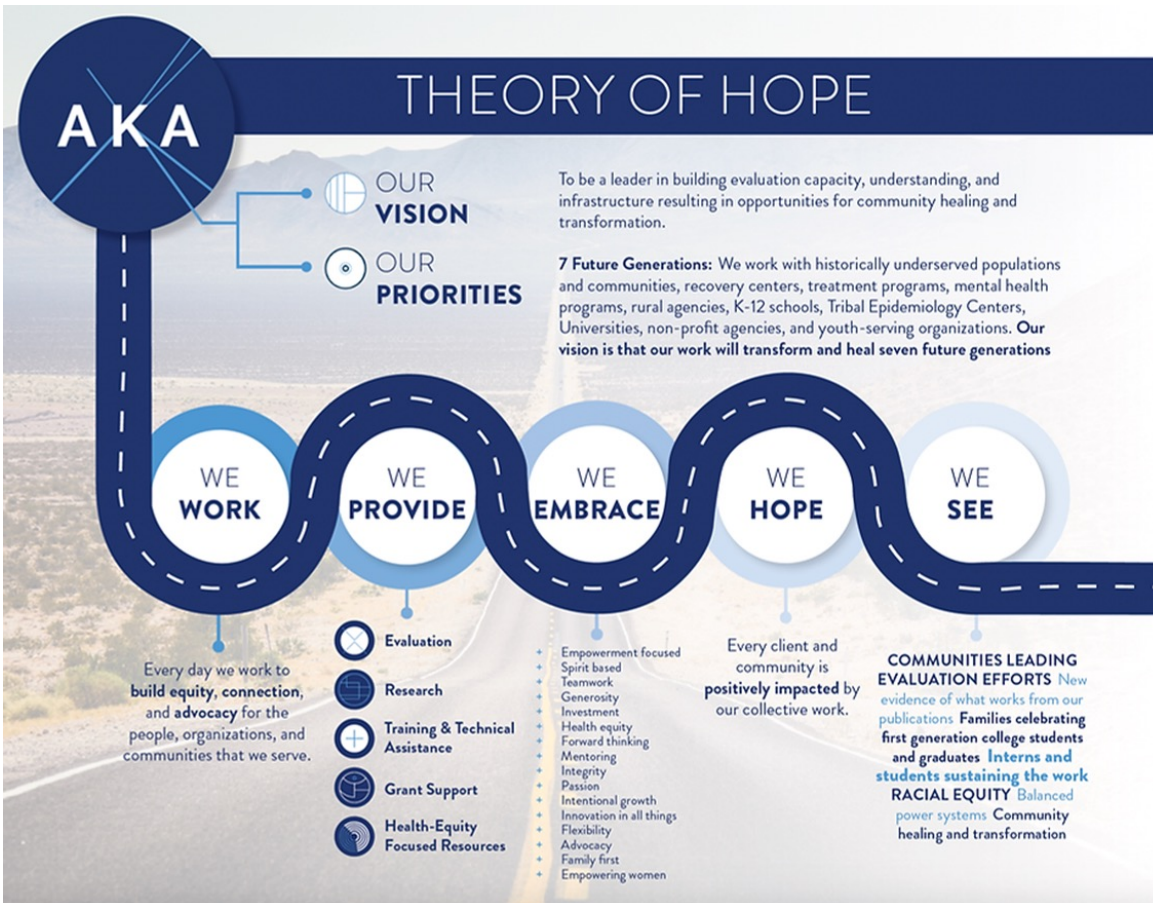 AKA
THEORY OF HOPE
OUR
VISION
To be a leader in building evaluation capacity, understanding, and
infrastructure resulting in opportunities for community healing and
transformation.
OUR
PRIORITIES
7 Future Generations: We work with historically underserved populations
and communities, recovery centers, treatment programs, mental health
programs, rural agencies, K-12 schools, Tribal Epidemiology Centers,
Universities, non-profit agencies, and youth-serving organizations. Our
vision is that our work will transform and heal seven future generations
WE
WORK
Every day we work to
build equity, connection,
and advocacy for the
people, organizations, and
communities that we serve.
WE
PROVIDE
Evaluation
Research
Training & Technical
Assistance
Grant Support
Health-Equity
Focused Resources
WE
EMBRACE
+ Empowerment focused
+ Spirit based
+ Teamwork
+ Generosity
+ Investment
+ Health equity
+ Forward thinking
+ Mentoring
+ Integrity
+ Passion
+ Intentional growth
+ Innovation in all things
+ Flexibility
+ Advocacy
+ Family first
+ Empowering women
WE
HOPE
Every client and
community is
positively impacted by
our collective work.
WE
SEE
COMMUNITIES LEADING
EVALUATION EFFORTS New
evidence of what works from our
publications Families celebrating
first generation college students
and graduates Interns and
students sustaining the work
RACIAL EQUITY Balanced
power systems Community
healing and transformation